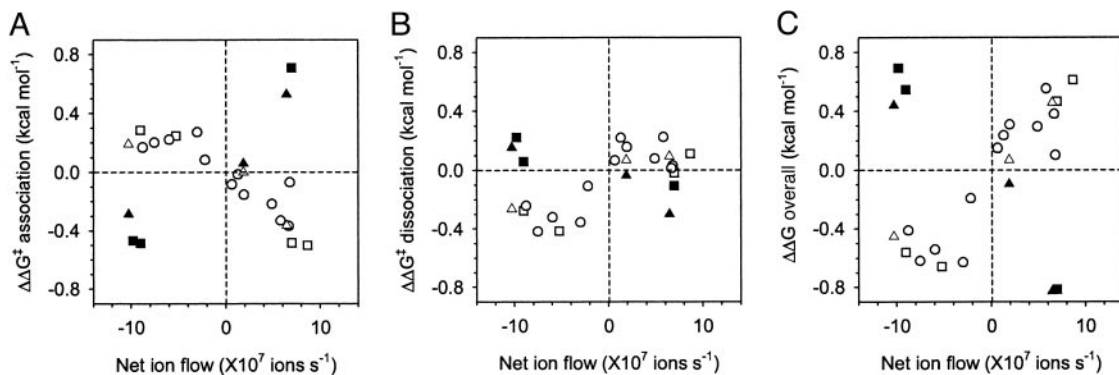 A
B
C
ΔΔG‡ association (kcal mol⁻¹)
0.8
0.4
0.0
-0.4
-0.8
-10
0
10
Net ion flow (X10⁷ ions s⁻¹)
ΔΔG‡ dissociation (kcal mol⁻¹)
0.8
0.4
0.0
-0.4
-0.8
-10
0
10
Net ion flow (X10⁷ ions s⁻¹)
ΔΔG overall (kcal mol⁻¹)
0.8
0.4
0.0
-0.4
-0.8
-10
0
10
Net ion flow (X10⁷ ions s⁻¹)